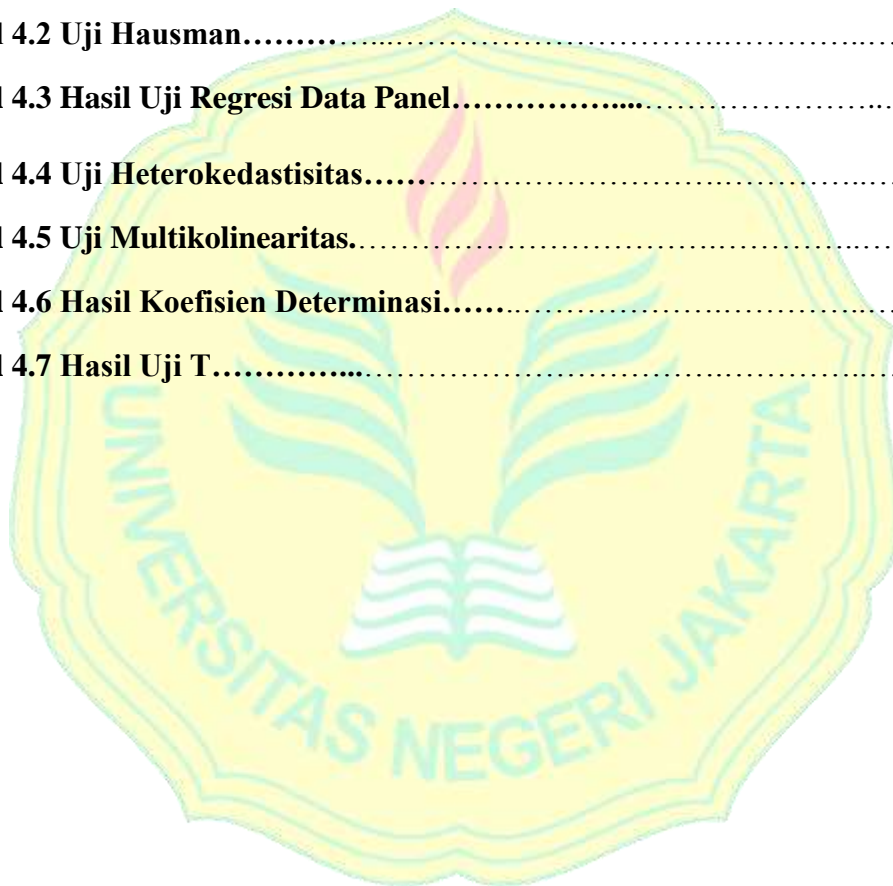 l 4.2 Uji Hausman…………...……………………………….…………..…
l 4.3 Hasil Uji Regresi Data Panel……………....…………………..…
l 4.4 Uji Heterokedastisitas……………………………….…………..…
l 4.5 Uji Multikolinearitas.……………………………….…………..…
l 4.6 Hasil Koefisien Determinasi……..……………………….…………..…
l 4.7 Hasil Uji T…………...……………………………….…………..…
UNIVERSITAS NEGERI JAKARTA